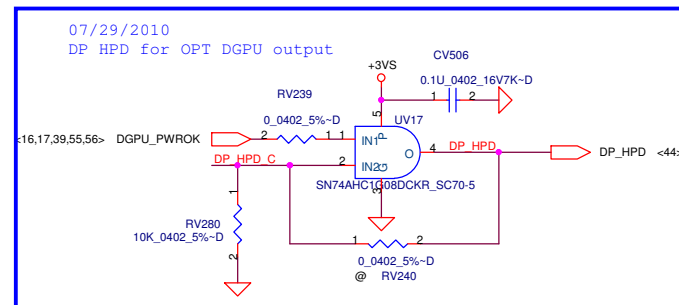 07/29/2010
DP HPD for OPT DGPU output
CV506
+3VS
0.1U_0402_16V7K~D
1 2
RV239
0_0402_5%~D
5
UV17
<16,17,39,55,56> DGPU_PWROK 2 1 1 IN1 P
O 4 DP_HPD DP_HPD <44>
DP_HPD_C 2 IN2 G
SN74AHC1G08DCKR_SC70-5
3
1
RV280
10K_0402_5%~D
2
1 2
0_0402_5%~D
@ RV240